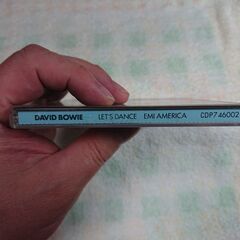 DAVID BOWIE LET'S DANCE EMI AMERICA CDP7 46002